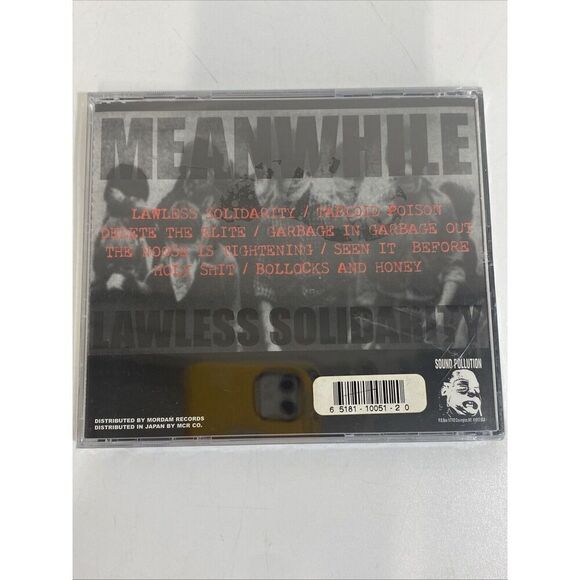 MEANWHILE
LAWLESS SOLIDARITY / TABLOID POISON
DELETE THE ELITE / GARBAGE IN GARBAGE OUT
THE NOOSE IS TIGHTENING / SEEN IT BEFORE
HOLY SHIT / BOLLOCKS AND HONEY
LAWLESS SOLIDARITY
SOUND POLLUTION
6 5181-10051-2 0
DISTRIBUTED BY MORDAM RECORDS
DISTRIBUTED IN JAPAN BY MCR CO.